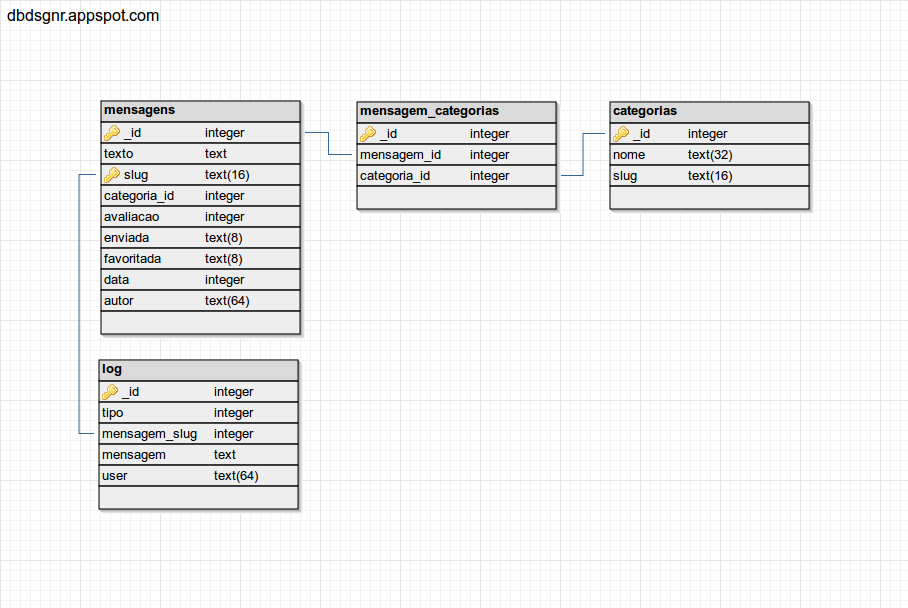 dbdsgnr.appspot.com
mensagens
_id integer
texto text
slug text(16)
categoria_id integer
avaliacao integer
enviada text(8)
favoritada text(8)
data integer
autor text(64)
mensagem_categorias
_id integer
mensagem_id integer
categoria_id integer
categorias
_id integer
nome text(32)
slug text(16)
log
_id integer
tipo integer
mensagem_slug integer
mensagem text
user text(64)